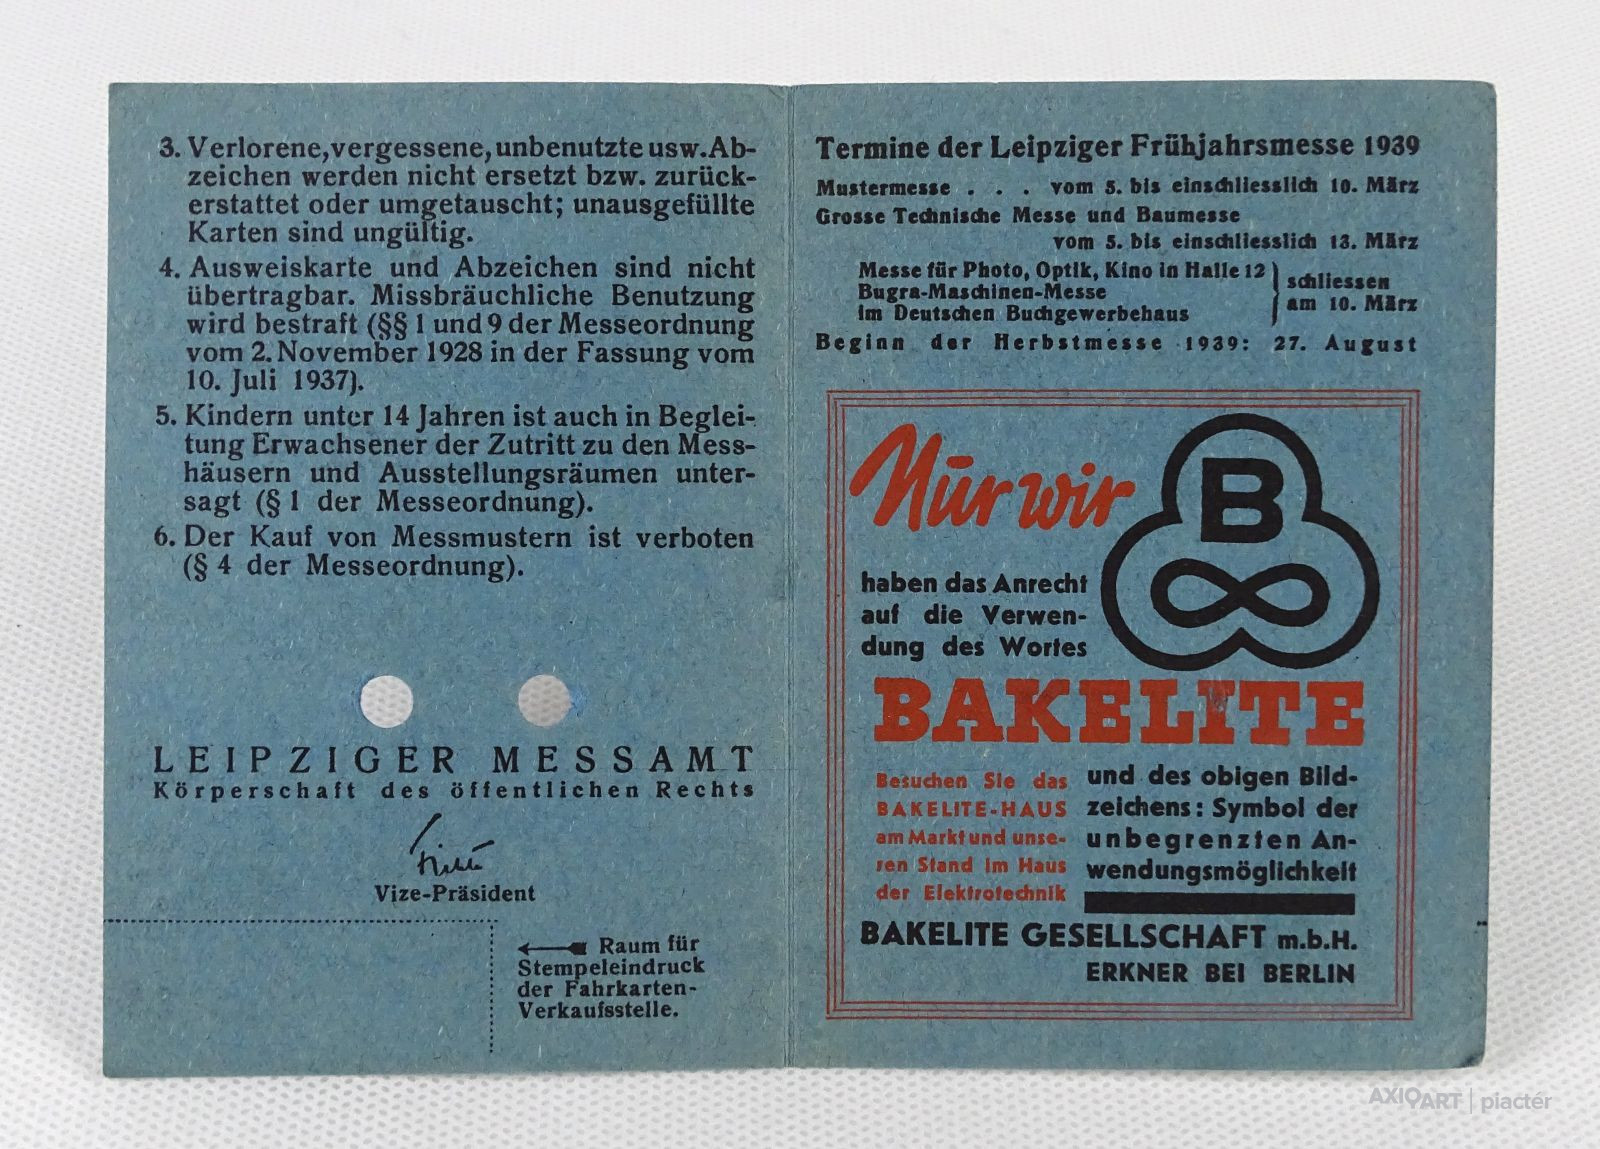 3. Verlorene, vergessene, unbenutzte usw. Ab-
zeichen werden nicht ersetzt bzw. zurück-
erstattet oder umgetauscht; unausgefüllte
Karten sind ungültig.
4. Ausweiskarte und Abzeichen sind nicht
übertragbar. Missbräuchliche Benutzung
wird bestraft (§§ 1 und 9 der Messeordnung
vom 2. November 1928 in der Fassung vom
10. Juli 1937).
5. Kindern unter 14 Jahren ist auch in Beglei-
tung Erwachsener der Zutritt zu den Mess-
häusern und Ausstellungsräumen unter-
sagt (§ 1 der Messeordnung).
6. Der Kauf von Messmustern ist verboten
(§ 4 der Messeordnung).
LEIPZIGER MESSAMT
Körperschaft des öffentlichen Rechts
Vize-Präsident
Raum für
Stempeleindruck
der Fahrkarten-
Verkaufsstelle.
Termine der Leipziger Frühjahrsmesse 1939
Mustermesse . . . vom 5. bis einschliesslich 10. März
Grosse Technische Messe und Baumesse
vom 5. bis einschliesslich 13. März
Messe für Photo, Optik, Kino in Halle 12
Bugra-Maschinen-Messe
im Deutschen Buchgewerbehaus
schliessen
am 10. März
Beginn der Herbstmesse 1939: 27. August
Nur wir
B
haben das Anrecht
auf die Verwen-
dung des Wortes
BAKELITE
Besuchen Sie das
BAKELITE-HAUS
am Markt und unse-
ren Stand im Haus
der Elektrotechnik
und des obigen Bild-
zeichens: Symbol der
unbegrenzten An-
wendungsmöglichkeit
BAKELITE GESELLSCHAFT m.b.H.
ERKNER BEI BERLIN
AXIOART | piactér